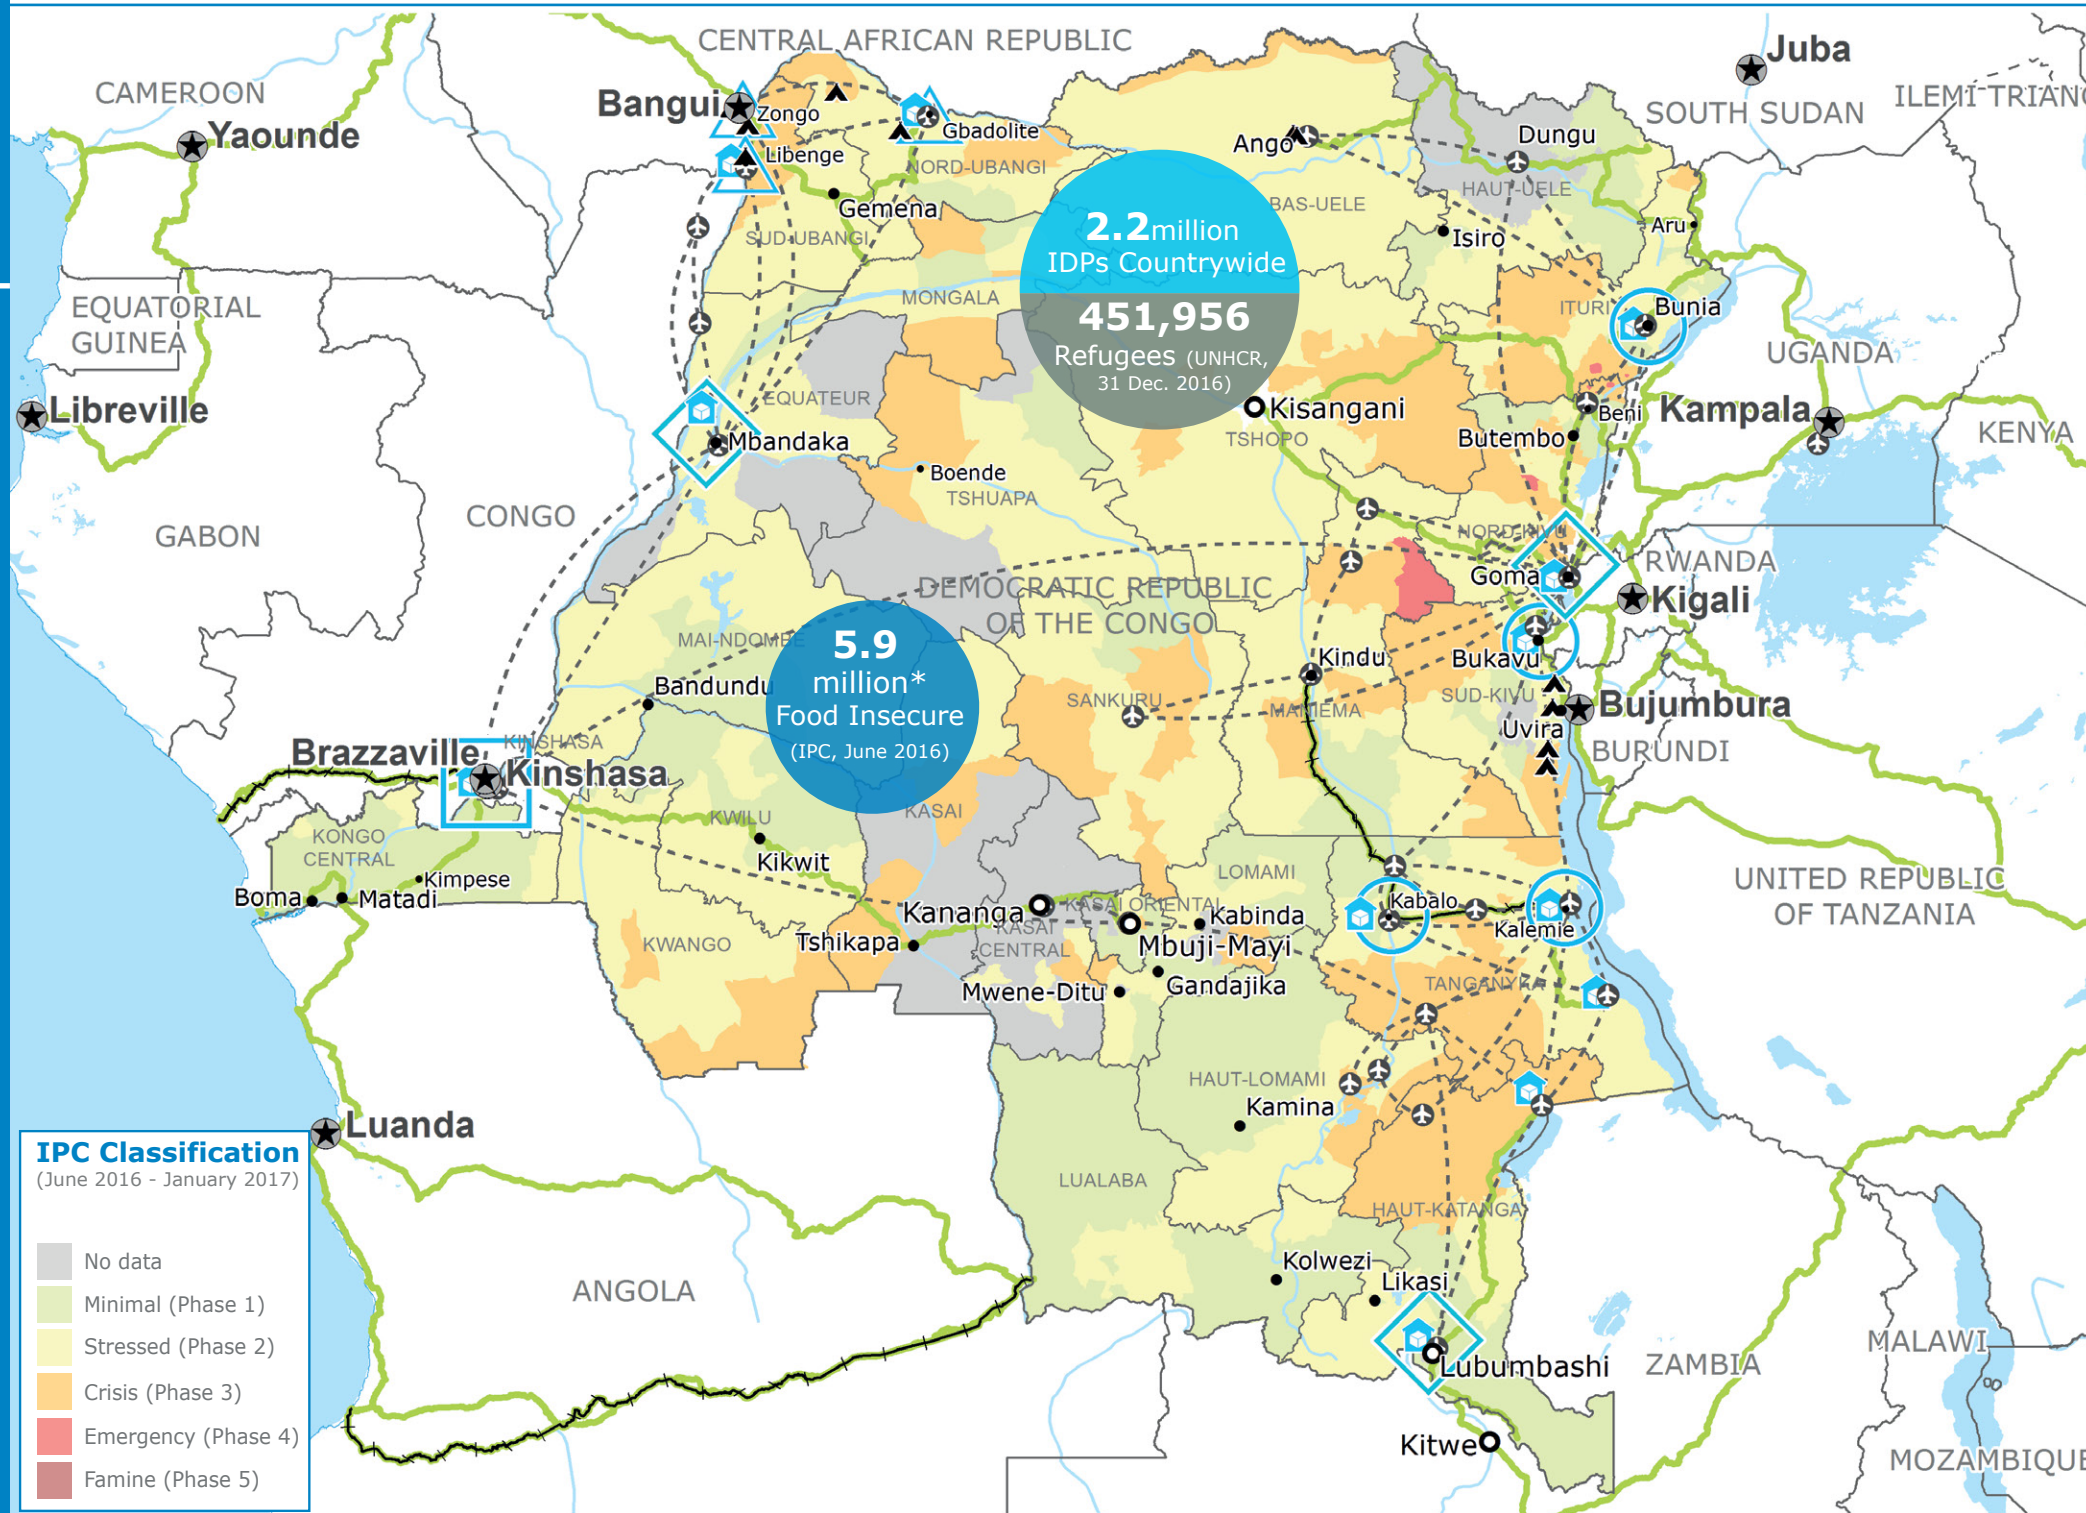 CENTRAL AFRICAN REPUBLIC
Juba
CAMEROON
ILEMI TRIANG
Bangui
Zongo
SOUTH SUDAN
Yaounde
Gbadolite
Ango
Dungu
Libenge
NORD-UBANGI
HAUT-UELE
Gemena
BAS-UELE
2.2million
IDPs Countrywide
SUD-UBANGI
Isiro
Aru
EQUATORIAL
GUINEA
MONGALA
451,956
Refugees (UNHCR,
31 Dec. 2016)
ITURI
Bunia
UGANDA
EQUATEUR
Libreville
Kisangani
Beni
Kampala
TSHOPO
Butembo
KENYA
Mbandaka
Boende
TSHUAPA
CONGO
GABON
NORD-KIVU
RWANDA
Goma
DEMOCRATIC REPUBLIC
OF THE CONGO
Kigali
MAI-NDOMBE
5.9
million*
Food Insecure
(IPC, June 2016)
Kindu
Bukavu
Bandundu
SANKURU
MANIEMA
SUD-KIVU
Bujumbura
Uvira
BURUNDI
Brazzaville
KINSHASA
Kinshasa
KASAI
KWILU
KONGO
CENTRAL
Kikwit
LOMAMI
UNITED REPUBLIC
OF TANZANIA
Kimpese
Boma
Matadi
Kananga
KASAI ORIENTAL
Kabinda
Kabalo
Kalemie
KASAI
CENTRAL
KWANGO
Tshikapa
Mbuji-Mayi
Mwene-Ditu
Gandajika
TANGANYKA
HAUT-LOMAMI
Kamina
Luanda
LUALABA
HAUT-KATANGA
IPC Classification
(June 2016 - January 2017)
No data
Minimal (Phase 1)
Stressed (Phase 2)
Crisis (Phase 3)
Emergency (Phase 4)
Famine (Phase 5)
ANGOLA
Kolwezi
Likasi
Lubumbashi
ZAMBIA
MALAWI
Kitwe
MOZAMBIQUE